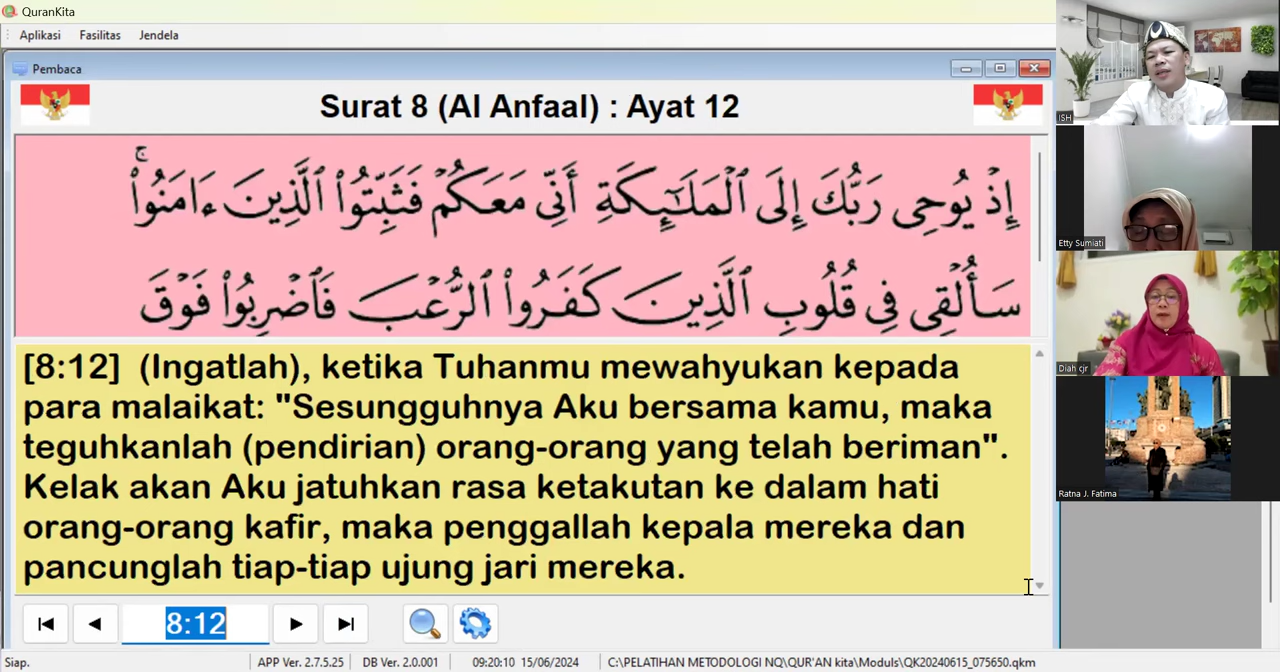 QuranKita
Aplikasi Fasilitas Jendela
Pembaca
Surat 8 (Al Anfaal) : Ayat 12
إِذْ يُوحِى رَبُّكَ إِلَى ٱلْمَلَـٰٓئِكَةِ أَنِّى مَعَكُمْ فَثَبِّتُوا۟ ٱلَّذِينَ ءَامَنُوا۟ ۚ
سَأُلْقِى فِى قُلُوبِ ٱلَّذِينَ كَفَرُوا۟ ٱلرُّعْبَ فَٱضْرِبُوا۟ فَوْقَ
[8:12] (Ingatlah), ketika Tuhanmu mewahyukan kepada
para malaikat: "Sesungguhnya Aku bersama kamu, maka
teguhkanlah (pendirian) orang-orang yang telah beriman".
Kelak akan Aku jatuhkan rasa ketakutan ke dalam hati
orang-orang kafir, maka penggallah kepala mereka dan
pancunglah tiap-tiap ujung jari mereka.
8:12
Siap. APP Ver. 2.7.5.25 DB Ver. 2.0.001 09:20:10 15/06/2024 C:\PELATIHAN METODOLOGI NQ\QUR'AN kita\Moduls\QK20240615_075650.qkm
ISH
Etty Sumiati
Diah cjr
Ratna J. Fatima